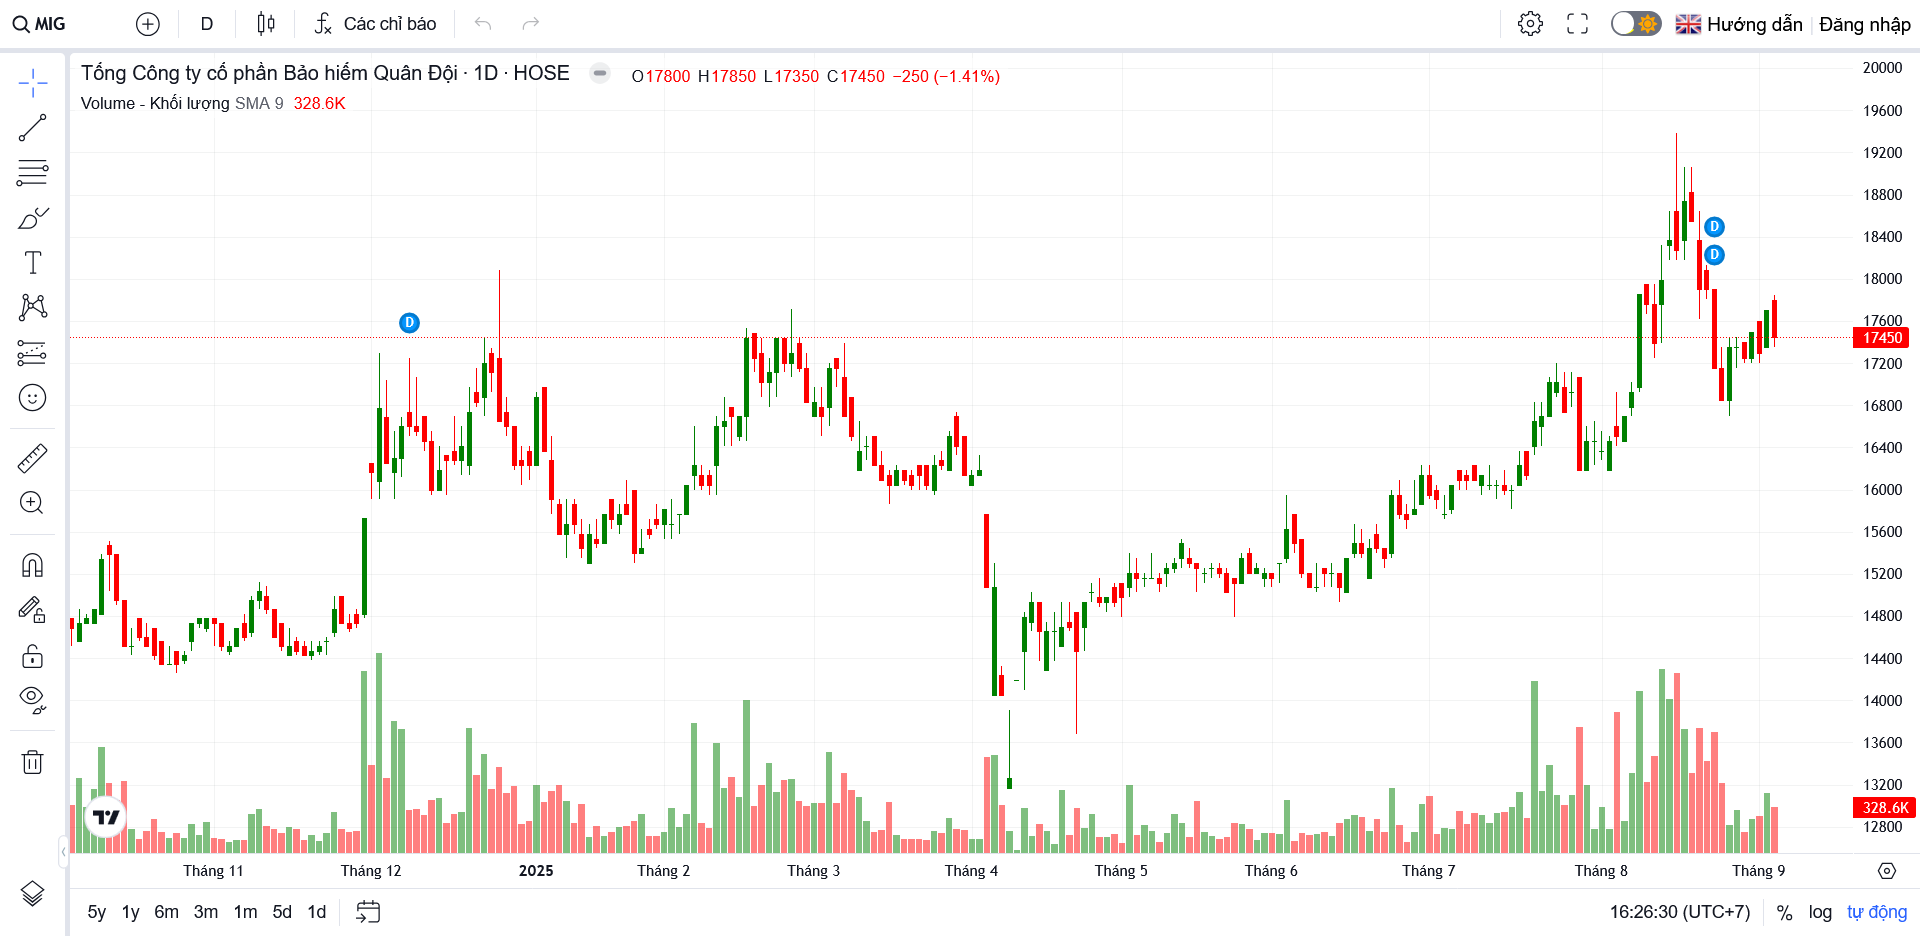 MIG D Các chỉ báo Hướng dẫn Đăng nhập
Tổng Công ty cổ phần Bảo hiểm Quân Đội · 1D · HOSE O17800 H17850 L17350 C17450 −250 (−1.41%)
Volume - Khối lượng SMA 9 328.6K
20000
19600
19200
18800
18400
18000
17600
17450
17200
16800
16400
16000
15600
15200
14800
14400
14000
13600
13200
328.6K
12800
D
D
D
Tháng 11 Tháng 12 2025 Tháng 2 Tháng 3 Tháng 4 Tháng 5 Tháng 6 Tháng 7 Tháng 8 Tháng 9
5y 1y 6m 3m 1m 5d 1d 16:26:30 (UTC+7) % log tự động